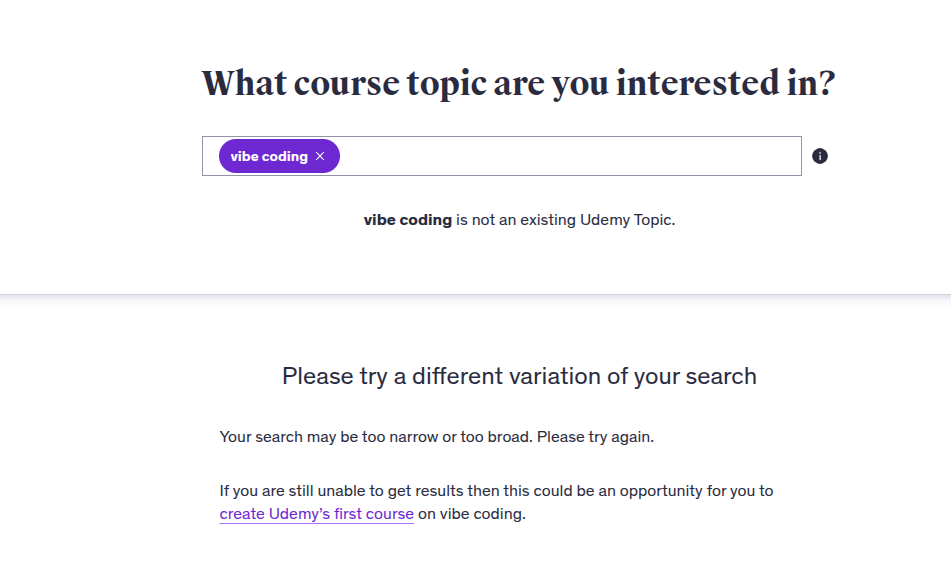 What course topic are you interested in?
vibe coding ×
vibe coding is not an existing Udemy Topic.
Please try a different variation of your search
Your search may be too narrow or too broad. Please try again.
If you are still unable to get results then this could be an opportunity for you to
create Udemy’s first course on vibe coding.